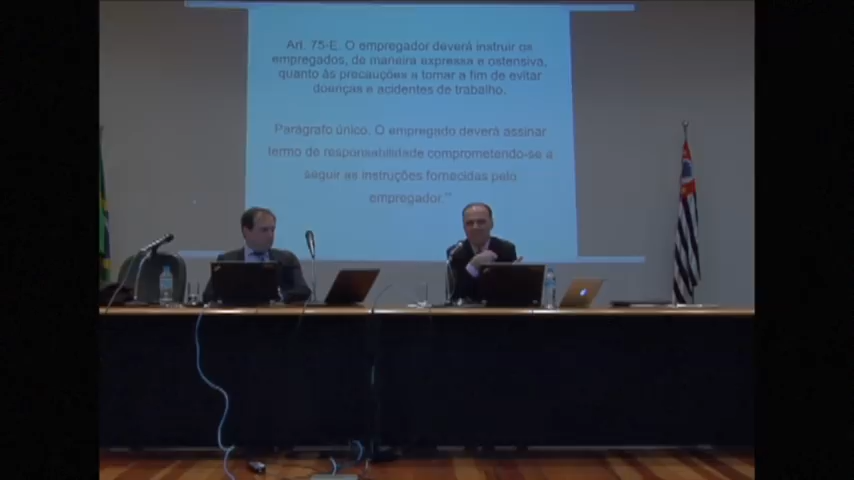 Art. 75-E. O empregador deverá instruir os
empregados, de maneira expressa e ostensiva,
quanto às precauções a tomar a fim de evitar
doenças e acidentes de trabalho.
Parágrafo único. O empregado deverá assinar
termo de responsabilidade comprometendo-se a
seguir as instruções fornecidas pelo
empregador.”